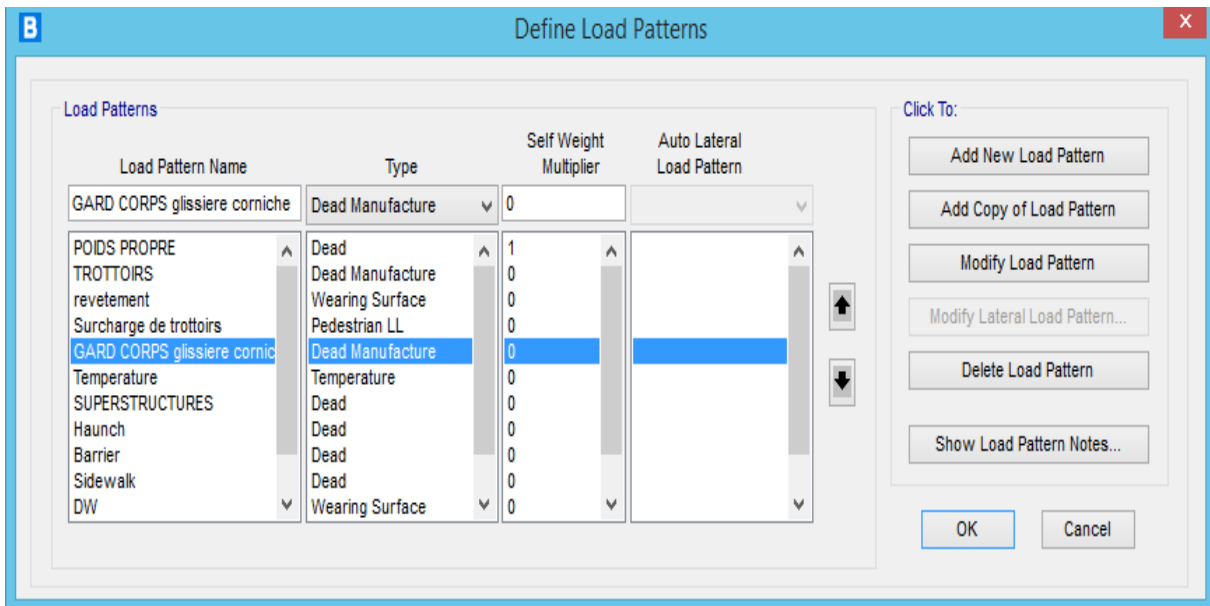 B Define Load Patterns X
Load Patterns
Click To:
Load Pattern Name Type Self Weight Multiplier Auto Lateral Load Pattern
GARD CORPS glissiere corniche Dead Manufacture 0
POIDS PROPRE Dead 1
TROTTOIRS Dead Manufacture 0
revetement Wearing Surface 0
Surcharge de trottoirs Pedestrian LL 0
GARD CORPS glissiere cornic Dead Manufacture 0
Temperature Temperature 0
SUPERSTRUCTURES Dead 0
Haunch Dead 0
Barrier Dead 0
Sidewalk Dead 0
DW Wearing Surface 0
Add New Load Pattern
Add Copy of Load Pattern
Modify Load Pattern
Modify Lateral Load Pattern...
Delete Load Pattern
Show Load Pattern Notes...
OK Cancel